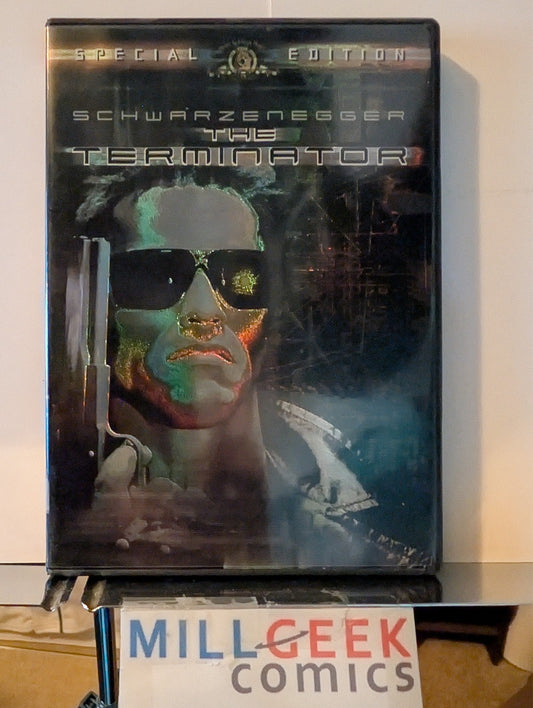 SPECIAL EDITION
SCHWARZENEGGER
THE
TERMINATOR
MILLGEEK
comics